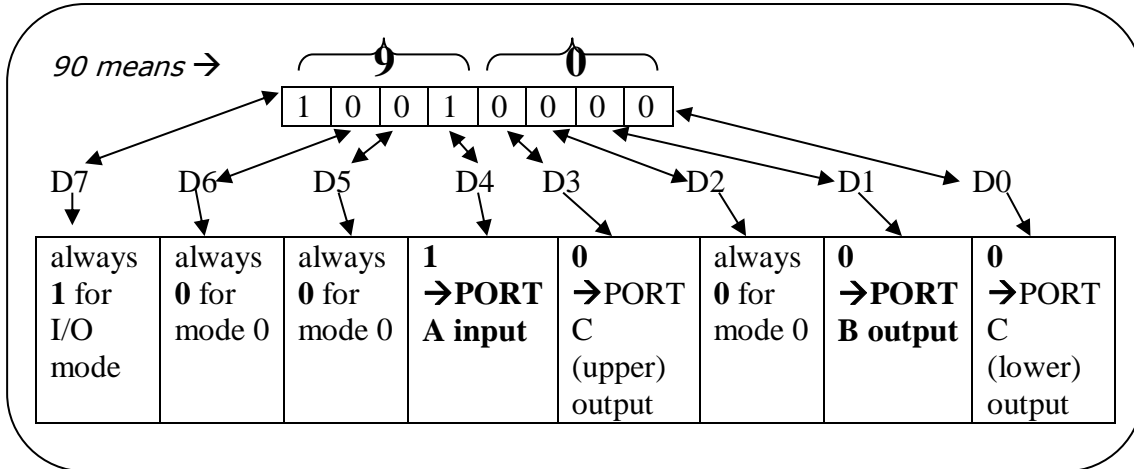 90 means → 9 0
1 0 0 1 0 0 0 0
D7 D6 D5 D4 D3 D2 D1 D0
always always always 1 0 always 0 0
1 for 0 for 0 for →PORT →PORT 0 for →PORT →PORT
I/O mode 0 mode 0 A input C mode 0 B output C
mode (upper) (lower)
output output